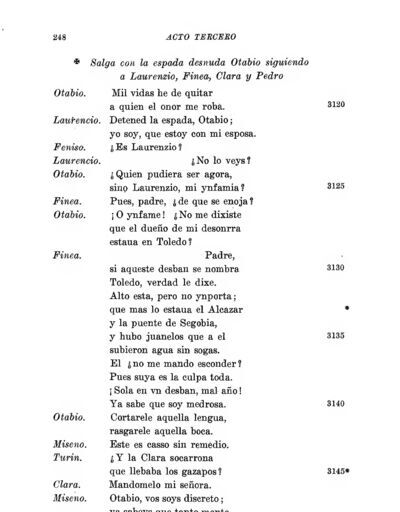 248 ACTO TERCERO
✠ Salga con la espada desnuda Otabio siguiendo
a Laurenzio, Finea, Clara y Pedro
Otabio. Mil vidas he de quitar
a quien el onor me roba. 3120
Laurencio. Detened la espada, Otabio;
yo soy, que estoy con mi esposa.
Feniso. ¿Es Laurenzio?
Laurencio. ¿No lo veys?
Otabio. ¿Quien pudiera ser agora,
sino Laurenzio, mi ynfamia? 3125
Finea. Pues, padre, ¿de que se enoja?
Otabio. ¡O ynfame! ¿No me dixiste
que el dueño de mi desonrra
estaua en Toledo?
Finea. Padre,
si aqueste desban se nombra 3130
Toledo, verdad le dixe.
Alto esta, pero no ynporta;
que mas lo estaua el Alcazar *
y la puente de Segobia,
y hubo juanelos que a el 3135
subieron agua sin sogas.
El ¿no me mando esconder?
Pues suya es la culpa toda.
¡Sola en vn desban, mal año!
Ya sabe que soy medrosa. 3140
Otabio. Cortarele aquella lengua,
rasgarele aquella boca.
Miseno. Este es casso sin remedio.
Turin. ¿Y la Clara socarrona
que llebaba los gazapos? 3145*
Clara. Mandomelo mi señora.
Miseno. Otabio, vos soys discreto;
ya sabeys que tanto monta